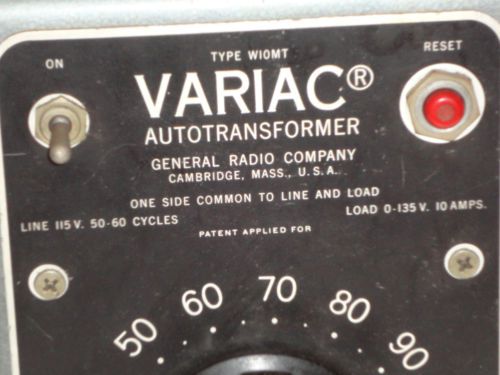 ON
TYPE W10MT
RESET
VARIAC®
AUTOTRANSFORMER
GENERAL RADIO COMPANY
CAMBRIDGE, MASS., U.S.A.
ONE SIDE COMMON TO LINE AND LOAD
LINE 115 V. 50-60 CYCLES
LOAD 0-135 V. 10 AMPS.
PATENT APPLIED FOR
50 60 70 80 90